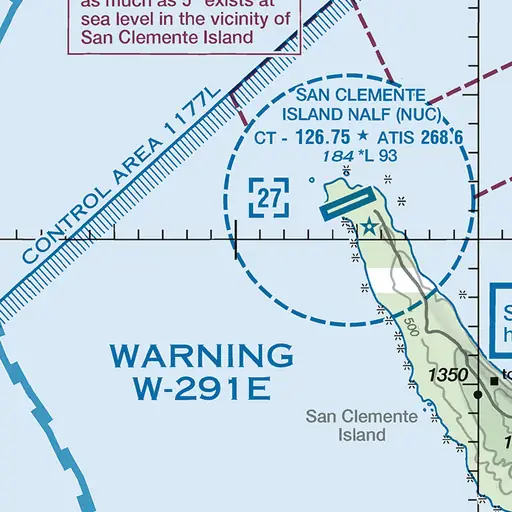 as much as 5° exists at
sea level in the vicinity of
San Clemente Island
CONTROL AREA 1177L
SAN CLEMENTE
ISLAND NALF (NUC)
CT - 126.75 ★ ATIS 268.6
184 *L 93
27
500
WARNING
W-291E
1350
San Clemente
Island